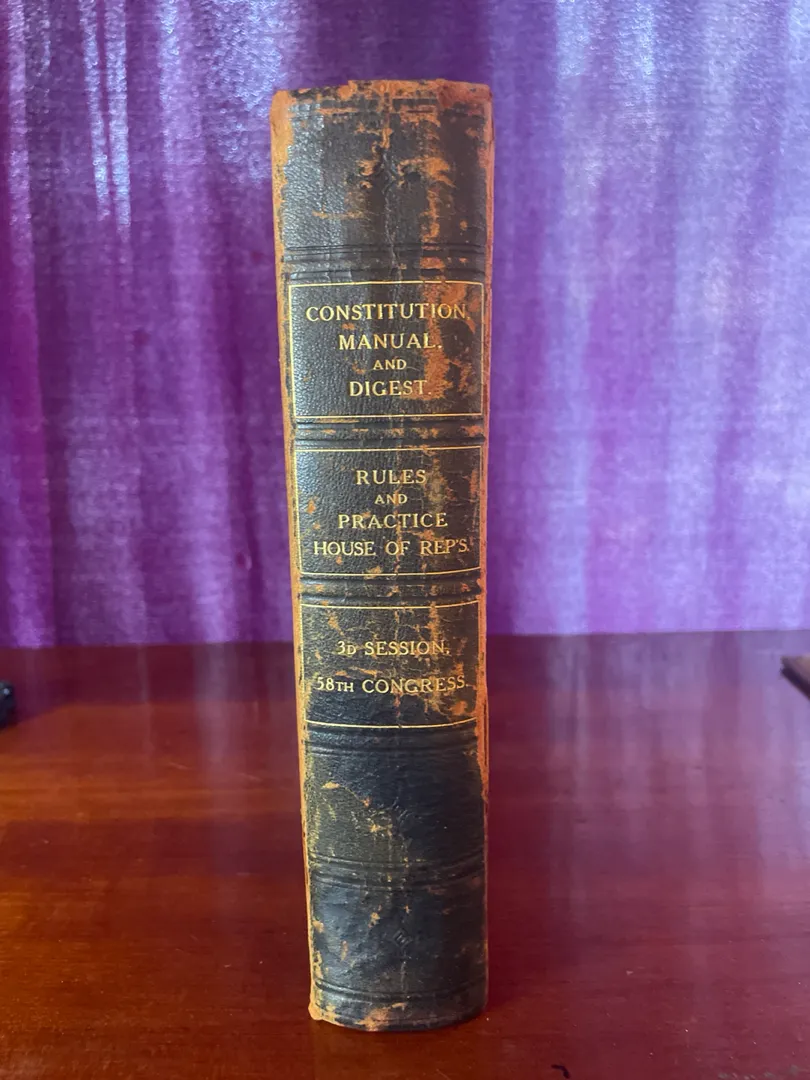 CONSTITUTION,
MANUAL.
AND
DIGEST.
RULES
AND
PRACTICE
HOUSE OF REP'S.
3D SESSION,
58TH CONGRESS.